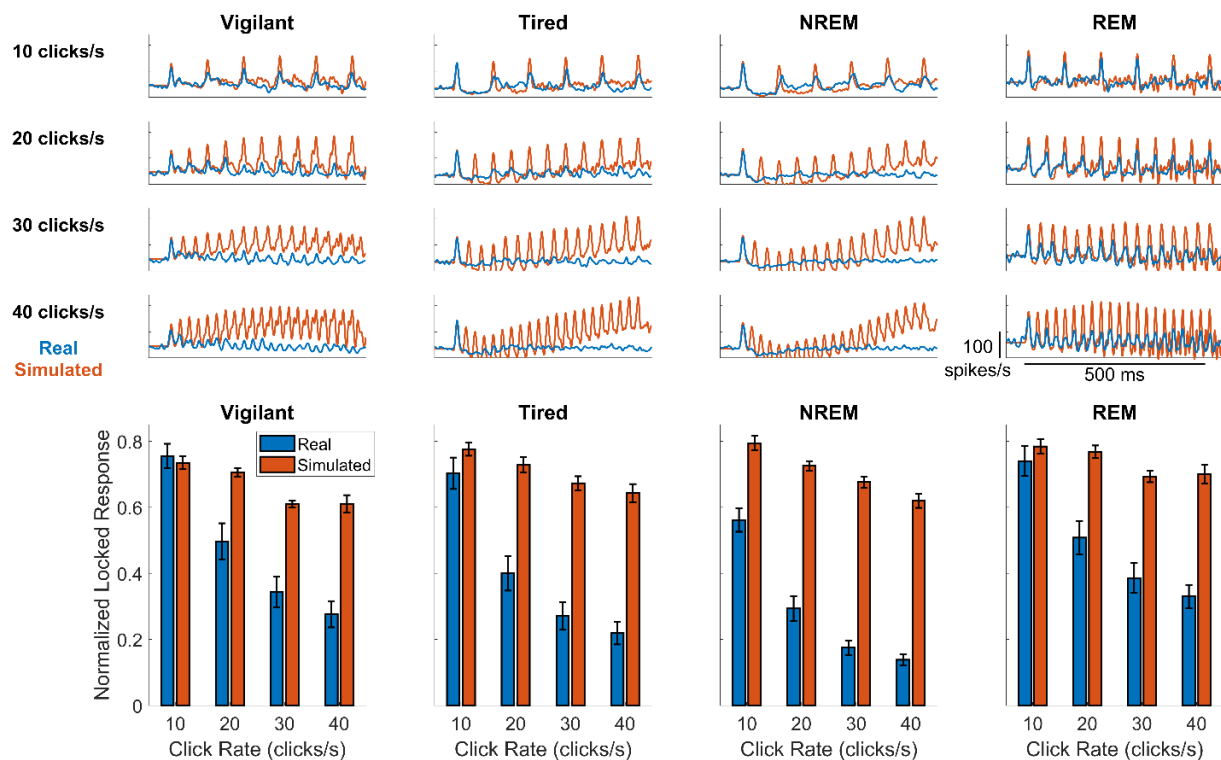 Vigilant Tired NREM REM
10 clicks/s
20 clicks/s
30 clicks/s
40 clicks/s
Real
Simulated
100
spikes/s
500 ms
Vigilant Tired NREM REM
Normalized Locked Response
0.8
0.6
0.4
0.2
0
Real
Simulated
10 20 30 40 10 20 30 40 10 20 30 40 10 20 30 40
Click Rate (clicks/s) Click Rate (clicks/s) Click Rate (clicks/s) Click Rate (clicks/s)